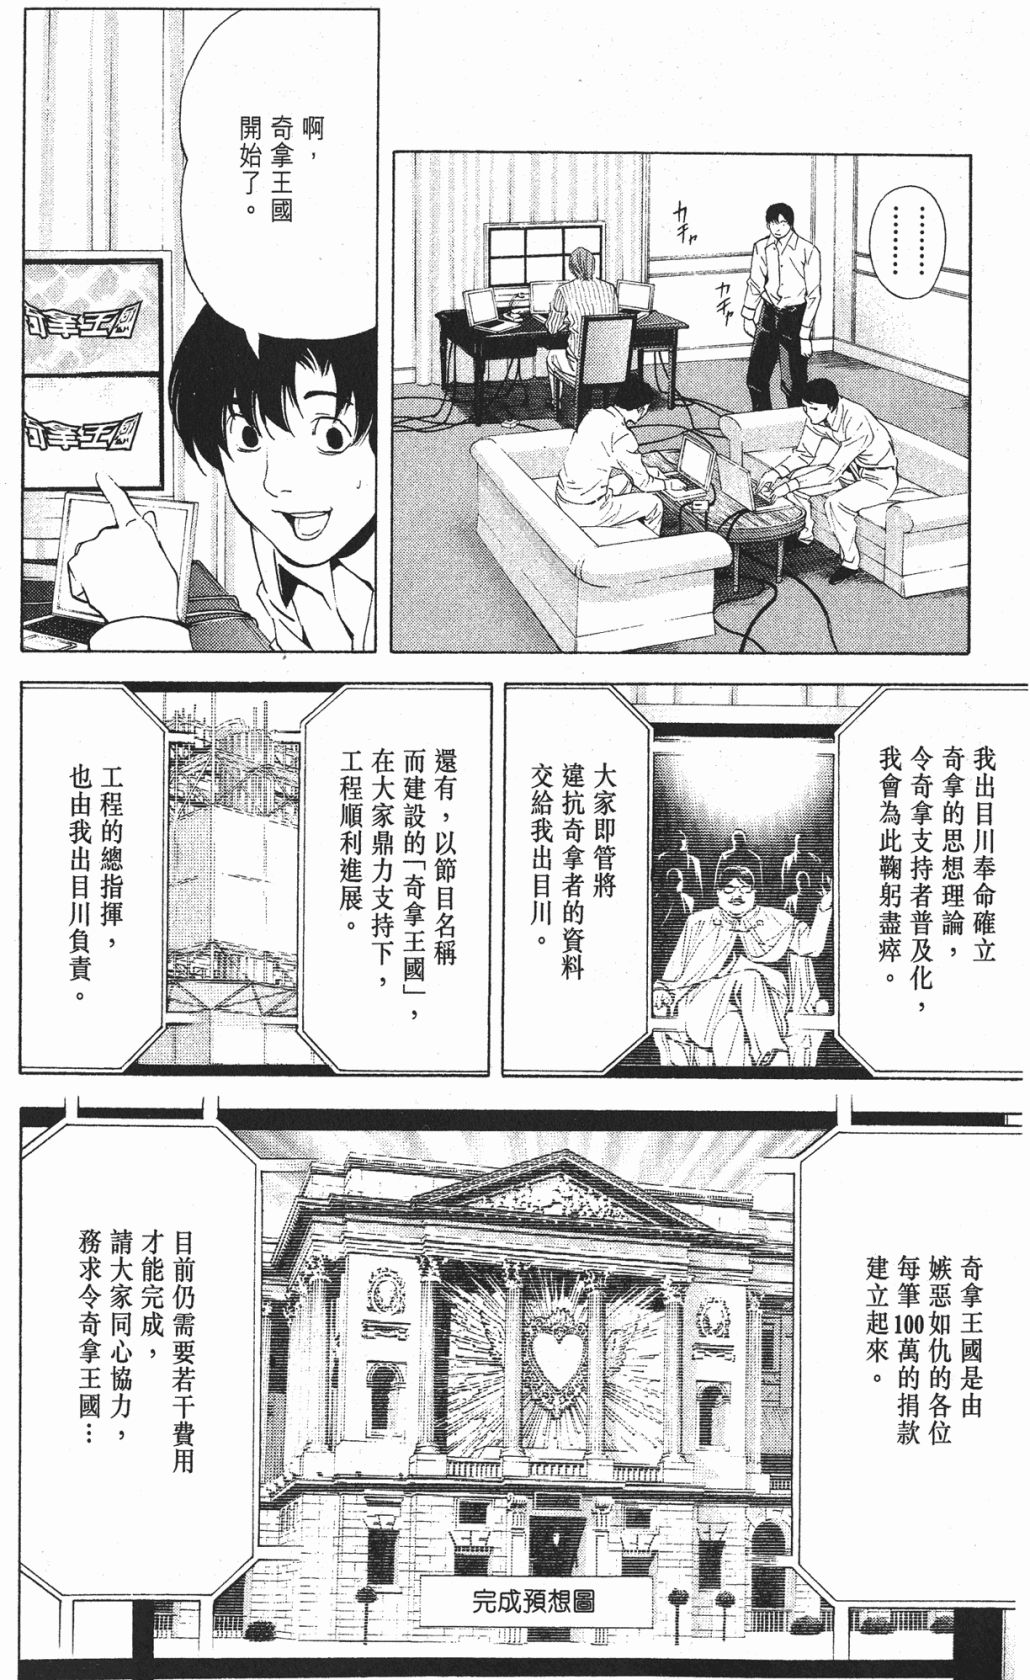 …………
…………
カチャ
カチャ
啊，
奇拿王國
開始了。
拿王國
拿王國
我出目川奉命確立
奇拿的思想理論，
令奇拿支持者普及化，
我會為此鞠躬盡瘁。
大家即管將
違抗奇拿者的資料
交給我出目川。
還有，以節目名稱
而建設的「奇拿王國」，
在大家鼎力支持下，
工程順利進展。
工程的總指揮，
也由我出目川負責。
奇拿王國是由
嫉惡如仇的各位
每筆100萬的捐款
建立起來。
目前仍需要若干費用
才能完成，
請大家同心協力，
務求令奇拿王國…
完成預想圖